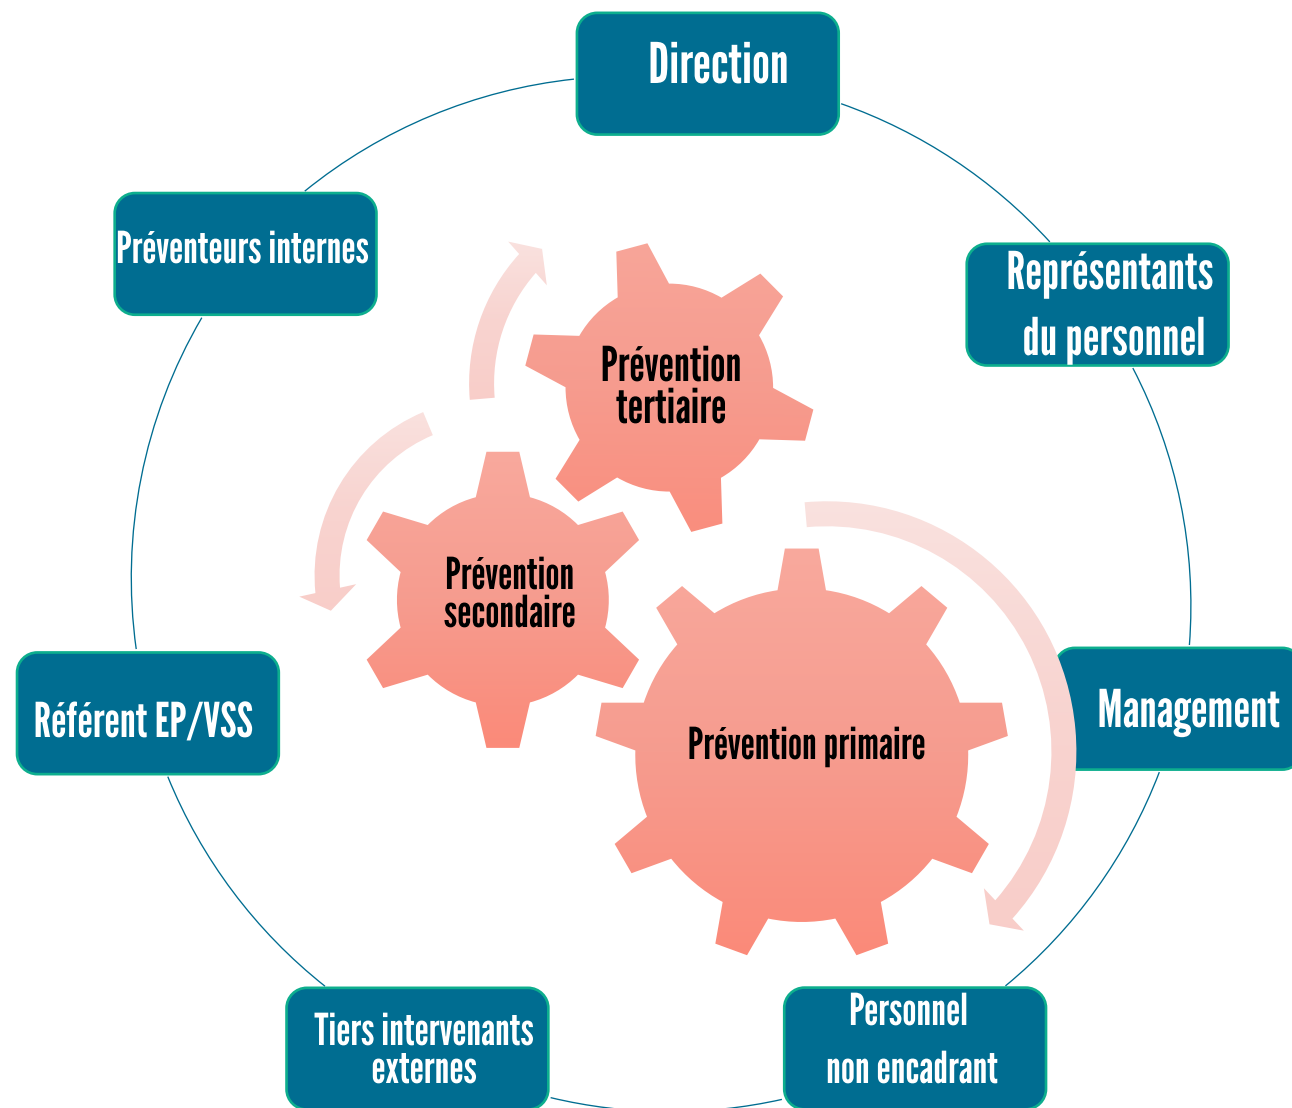 Direction
Préventeurs internes
Représentants
du personnel
Prévention
tertiaire
Prévention
secondaire
Référent EP/VSS
Management
Prévention primaire
Tiers intervenants
externes
Personnel
non encadrant